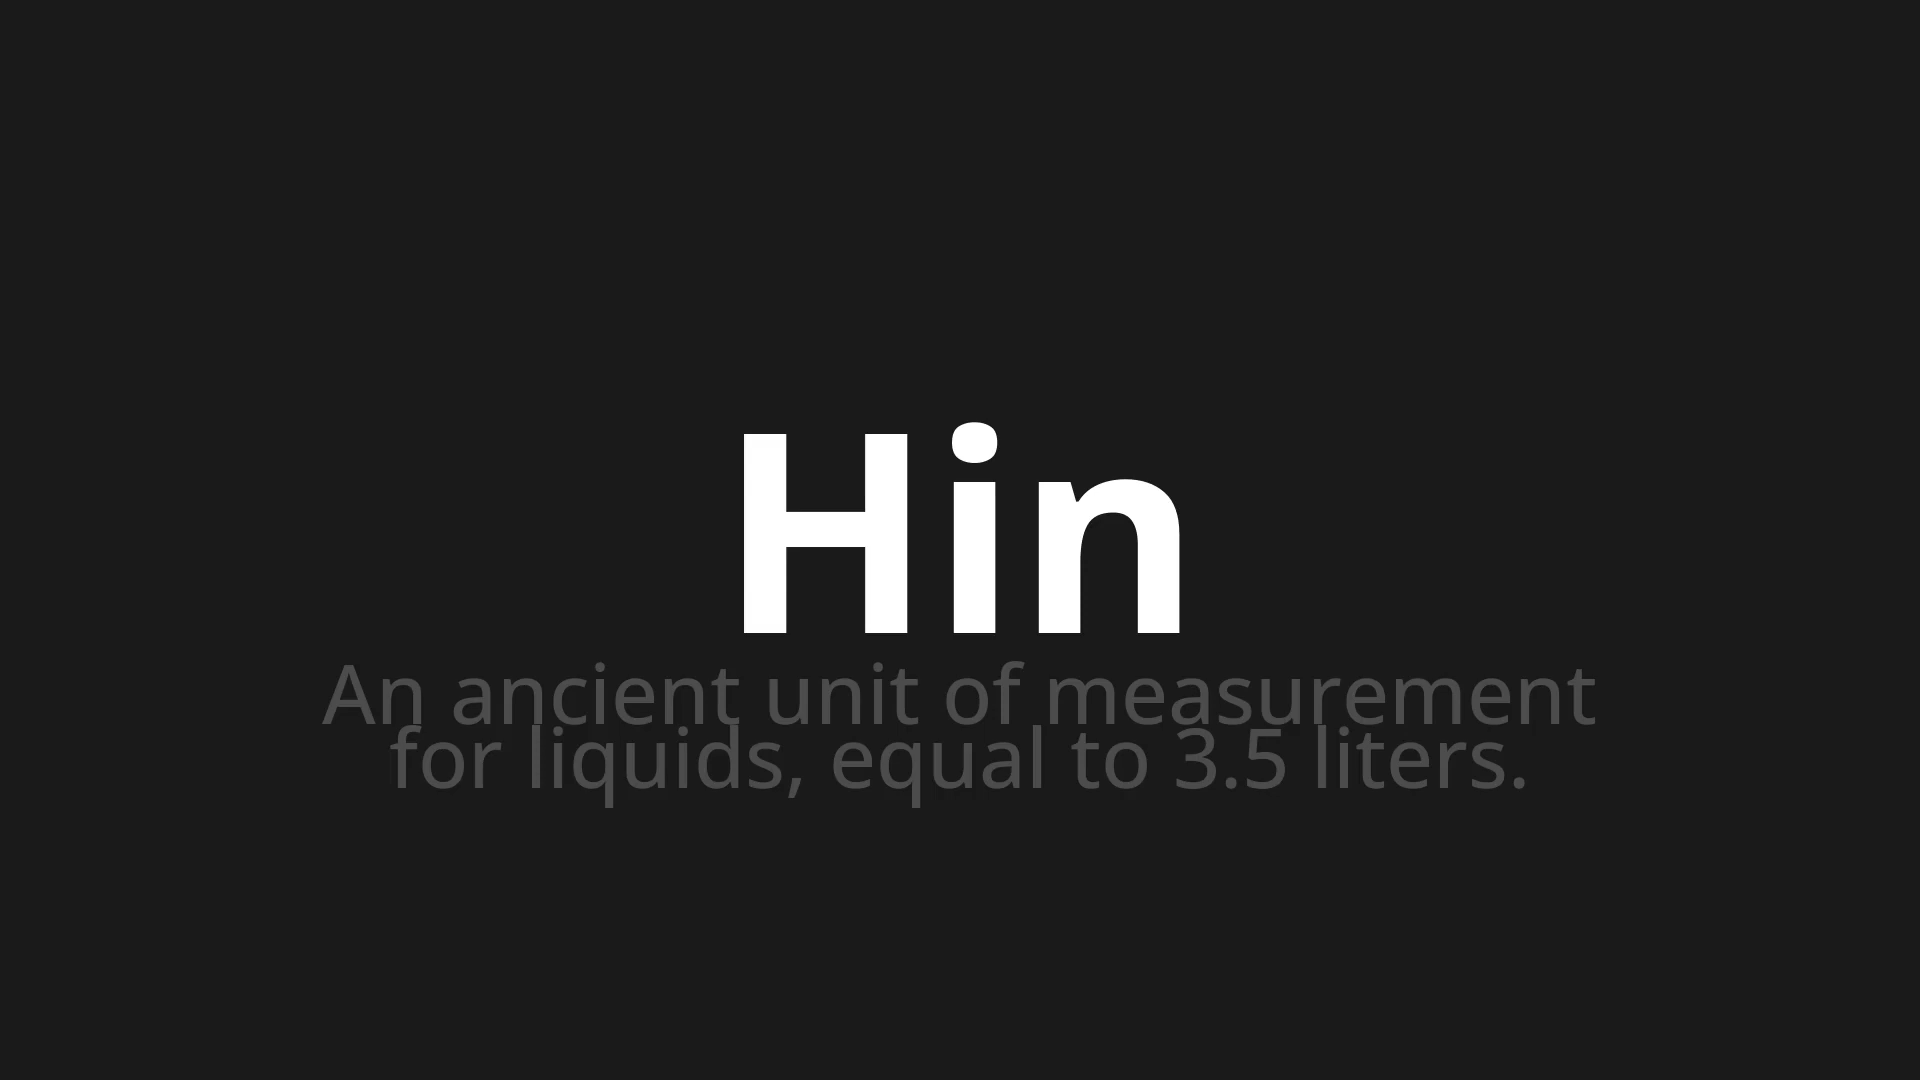 Hin
An ancient unit of measurement
for liquids, equal to 3.5 liters.